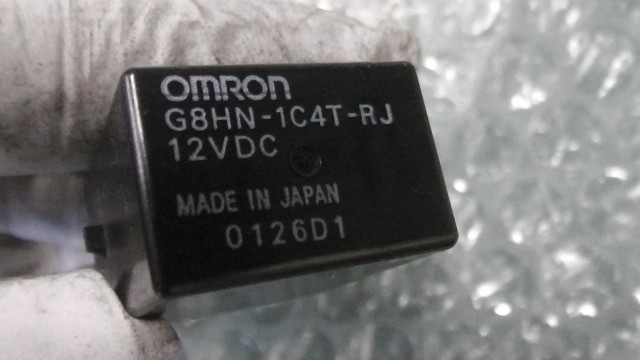 OMRON
G8HN-1C4T-RJ
12VDC
MADE IN JAPAN
0126D1